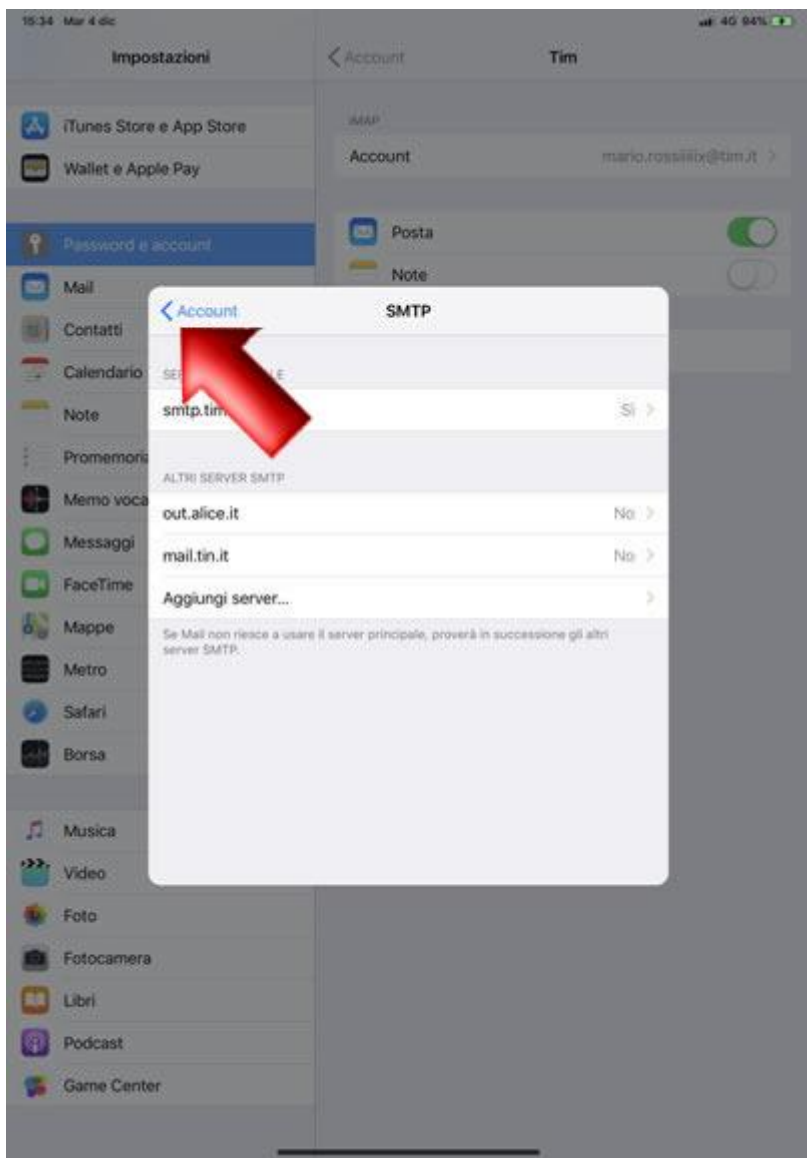 15:34 Mar 4 dic
4G 94%
Impostazioni
Account
Tim
iTunes Store e App Store
Wallet e Apple Pay
Password e account
Mail
Contatti
Calendario
Note
Promemoria
Memo voca
Messaggi
FaceTime
Mappe
Metro
Safari
Borsa
Musica
Video
Foto
Fotocamera
Libri
Podcast
Game Center
IMAP
Account
Posta
Note
Account
SMTP
smtp.tim
Sì
ALTRI SERVER SMTP
out.alice.it No
mail.tin.it No
Aggiungi server...
Se Mail non riesce a usare il server principale, proverà in successione gli altri
server SMTP.